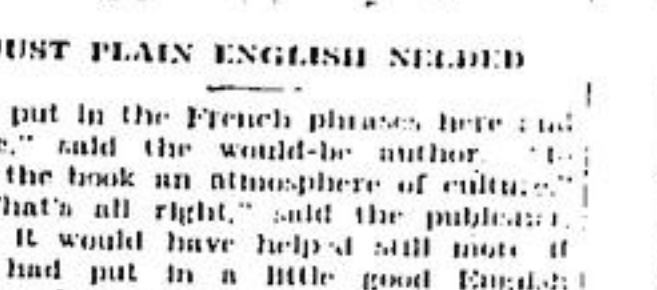 JUST PLAIN ENGLISH NEEDED
put in the French phrases here and
said the would-be author.
the book an atmosphere of culture."
That's all right," said the publisher.
It would have helped still more if
had put in a little good English